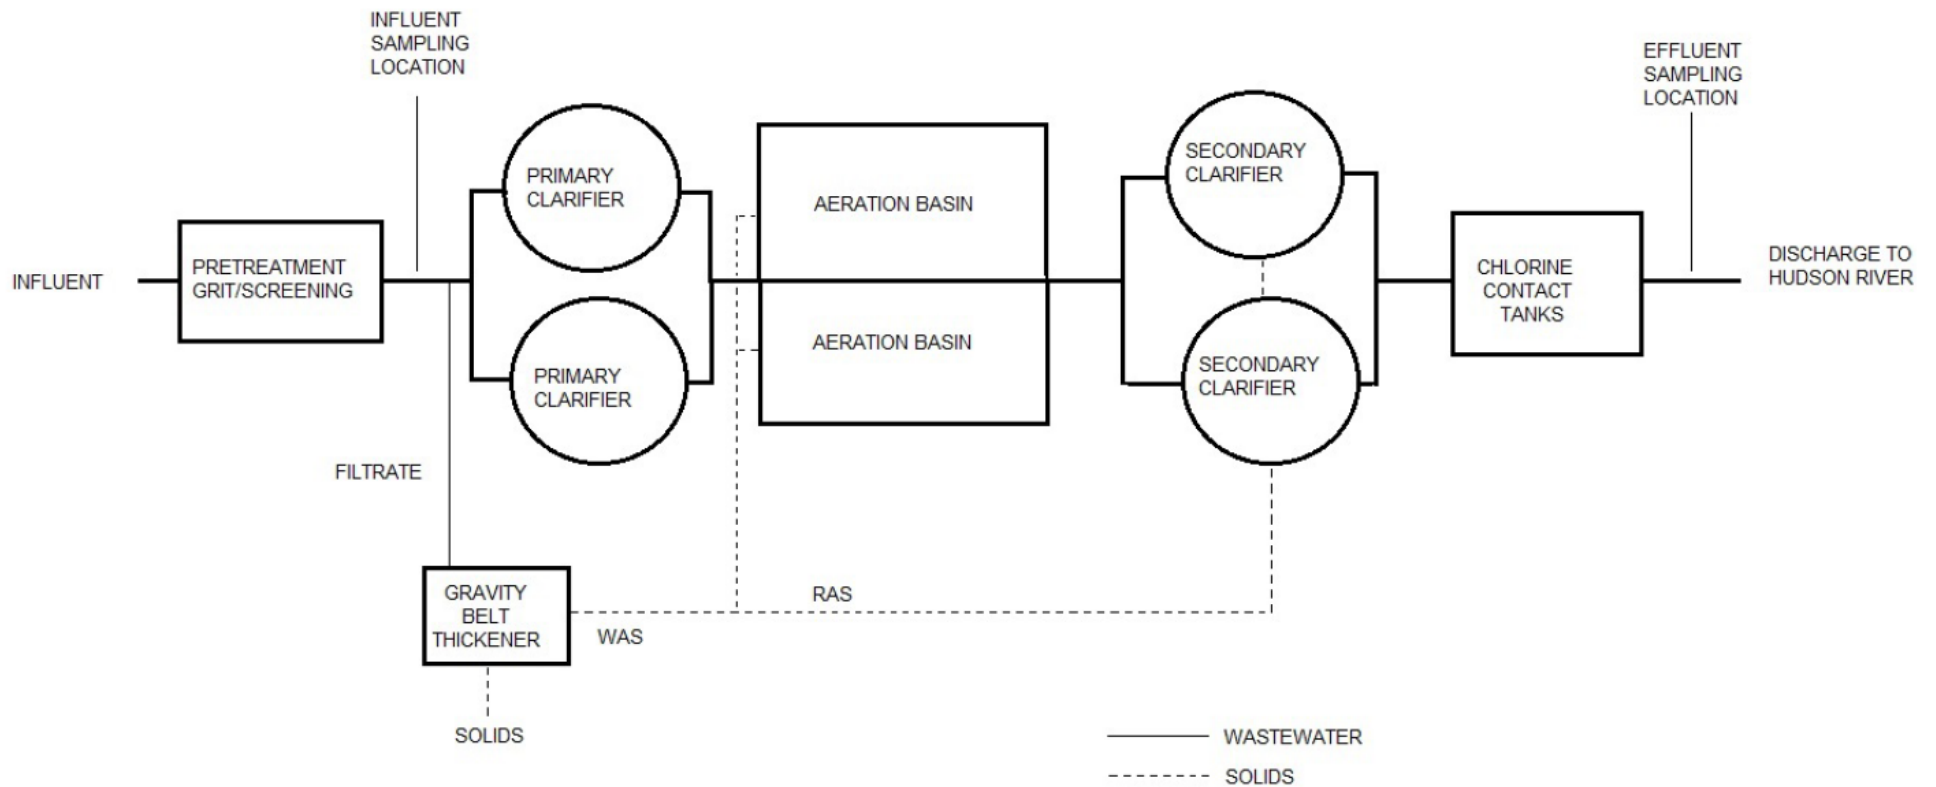 INFLUENT
SAMPLING
LOCATION
EFFLUENT
SAMPLING
LOCATION
PRIMARY
CLARIFIER
AERATION BASIN
SECONDARY
CLARIFIER
INFLUENT
PRETREATMENT
GRIT/SCREENING
CHLORINE
CONTACT
TANKS
DISCHARGE TO
HUDSON RIVER
PRIMARY
CLARIFIER
AERATION BASIN
SECONDARY
CLARIFIER
FILTRATE
GRAVITY
BELT
THICKENER
WAS
RAS
SOLIDS
WASTEWATER
SOLIDS